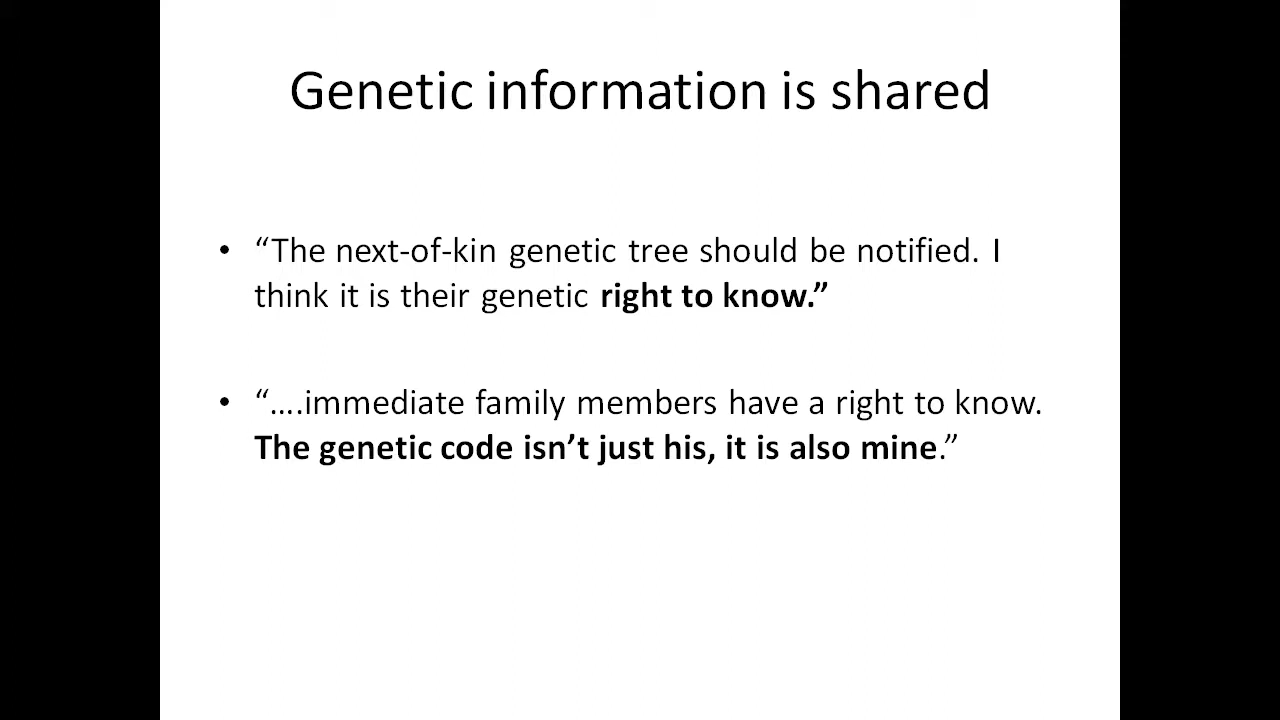 Genetic information is shared
• “The next-of-kin genetic tree should be notified. I
think it is their genetic right to know.”
• “….immediate family members have a right to know.
The genetic code isn’t just his, it is also mine.”